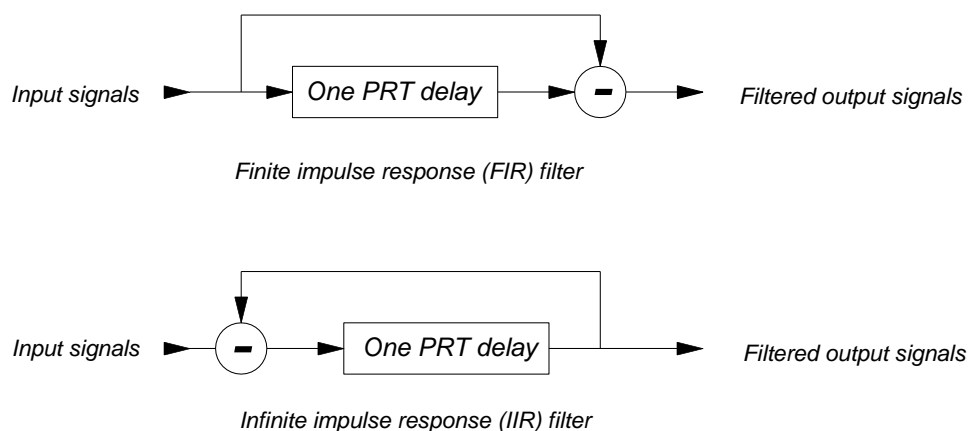 Input signals
One PRT delay
-
Filtered output signals
Finite impulse response (FIR) filter
Input signals
-
One PRT delay
Filtered output signals
Infinite impulse response (IIR) filter